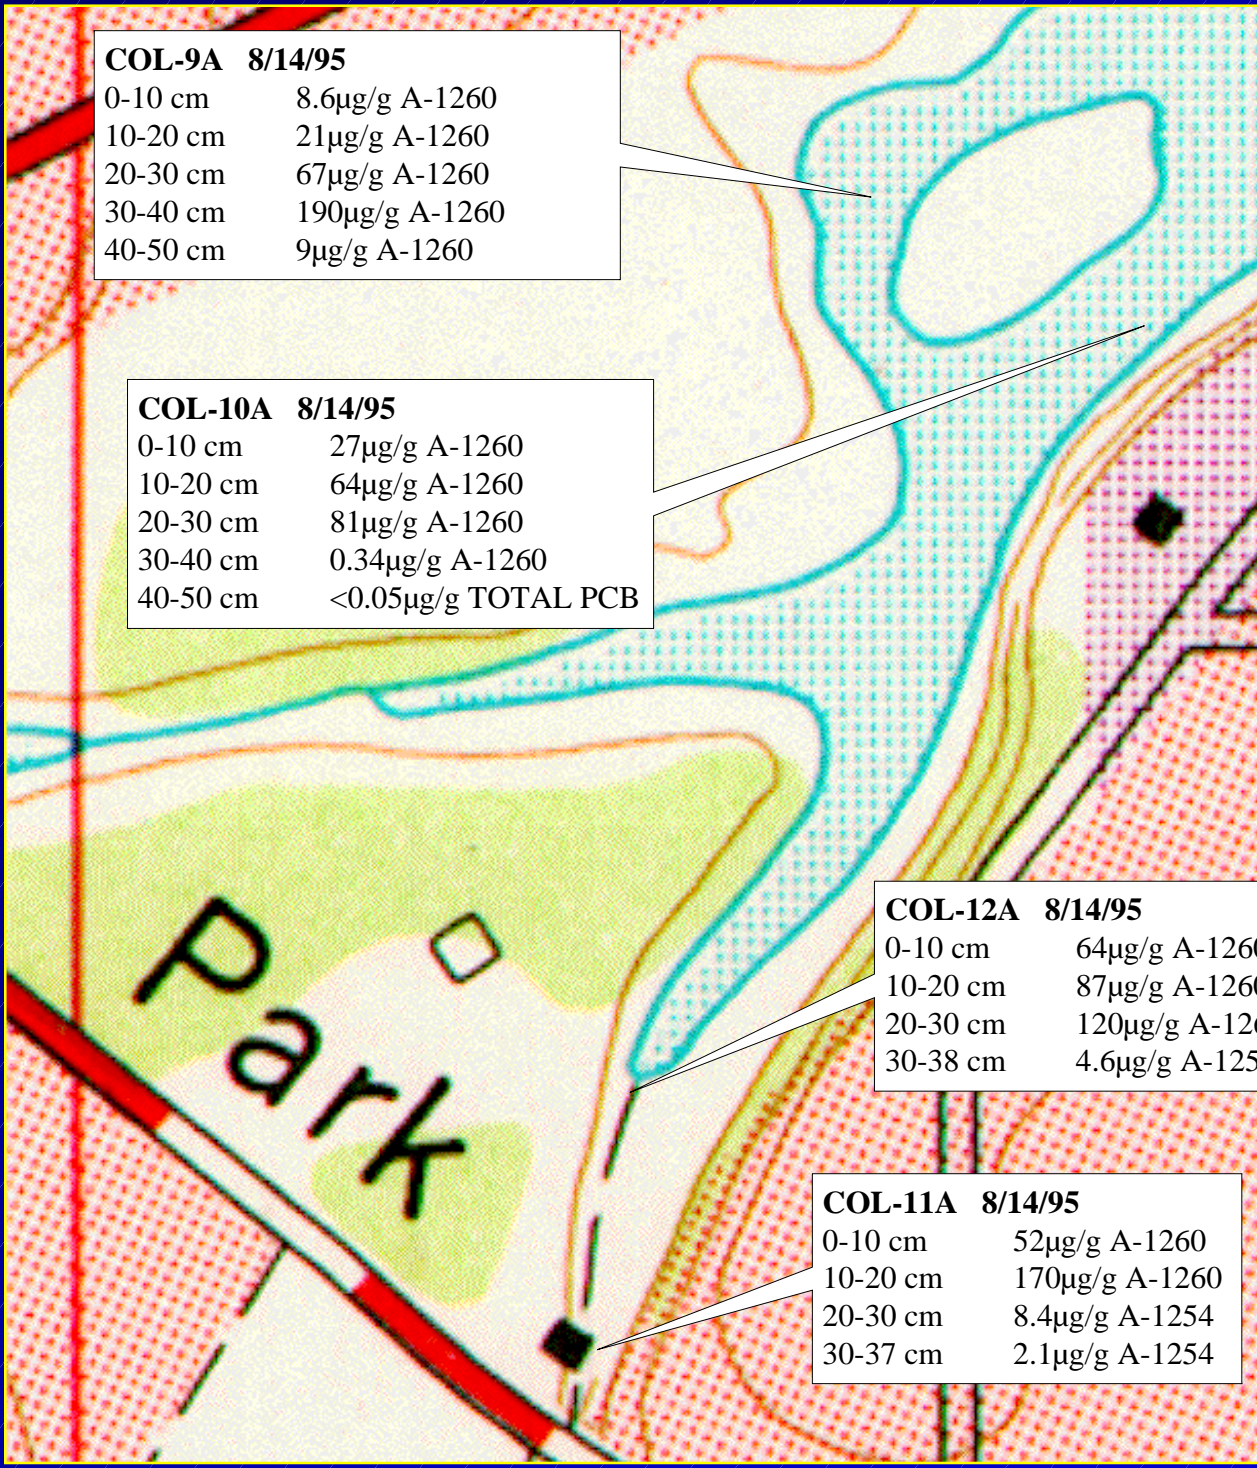 COL-9A 8/14/95
0-10 cm 8.6µg/g A-1260
10-20 cm 21µg/g A-1260
20-30 cm 67µg/g A-1260
30-40 cm 190µg/g A-1260
40-50 cm 9µg/g A-1260
COL-10A 8/14/95
0-10 cm 27µg/g A-1260
10-20 cm 64µg/g A-1260
20-30 cm 81µg/g A-1260
30-40 cm 0.34µg/g A-1260
40-50 cm <0.05µg/g TOTAL PCB
Park
COL-12A 8/14/95
0-10 cm 64µg/g A-1260
10-20 cm 87µg/g A-1260
20-30 cm 120µg/g
30-38 cm 4.6µg/g
COL-11A 8/14/95
0-10 cm 52µg/g A-1260
10-20 cm 170µg/g A-1260
20-30 cm 8.4µg/g A-1254
30-37 cm 2.1µg/g A-1254